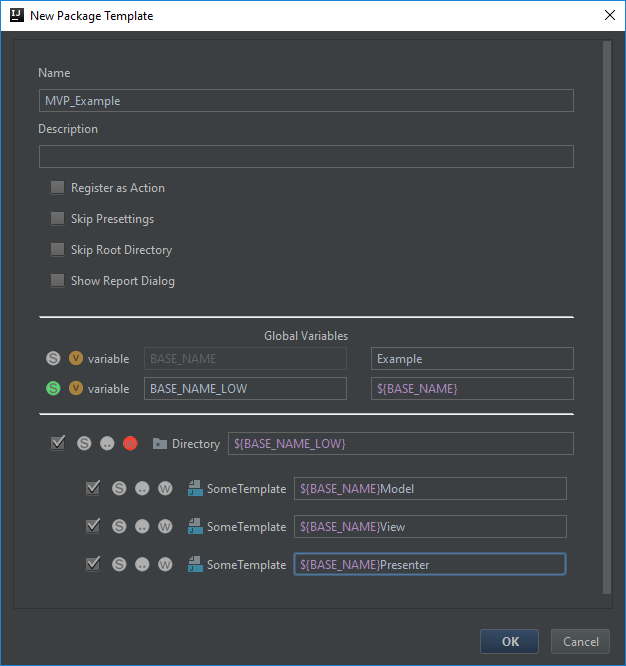 IJ New Package Template
Name
MVP_Example
Description
Register as Action
Skip Presettings
Skip Root Directory
Show Report Dialog
Global Variables
S V variable BASE_NAME Example
S V variable BASE_NAME_LOW ${BASE_NAME}
S .. W Directory ${BASE_NAME_LOW}
S .. W SomeTemplate ${BASE_NAME}Model
S .. W SomeTemplate ${BASE_NAME}View
S .. W SomeTemplate ${BASE_NAME}Presenter
OK Cancel